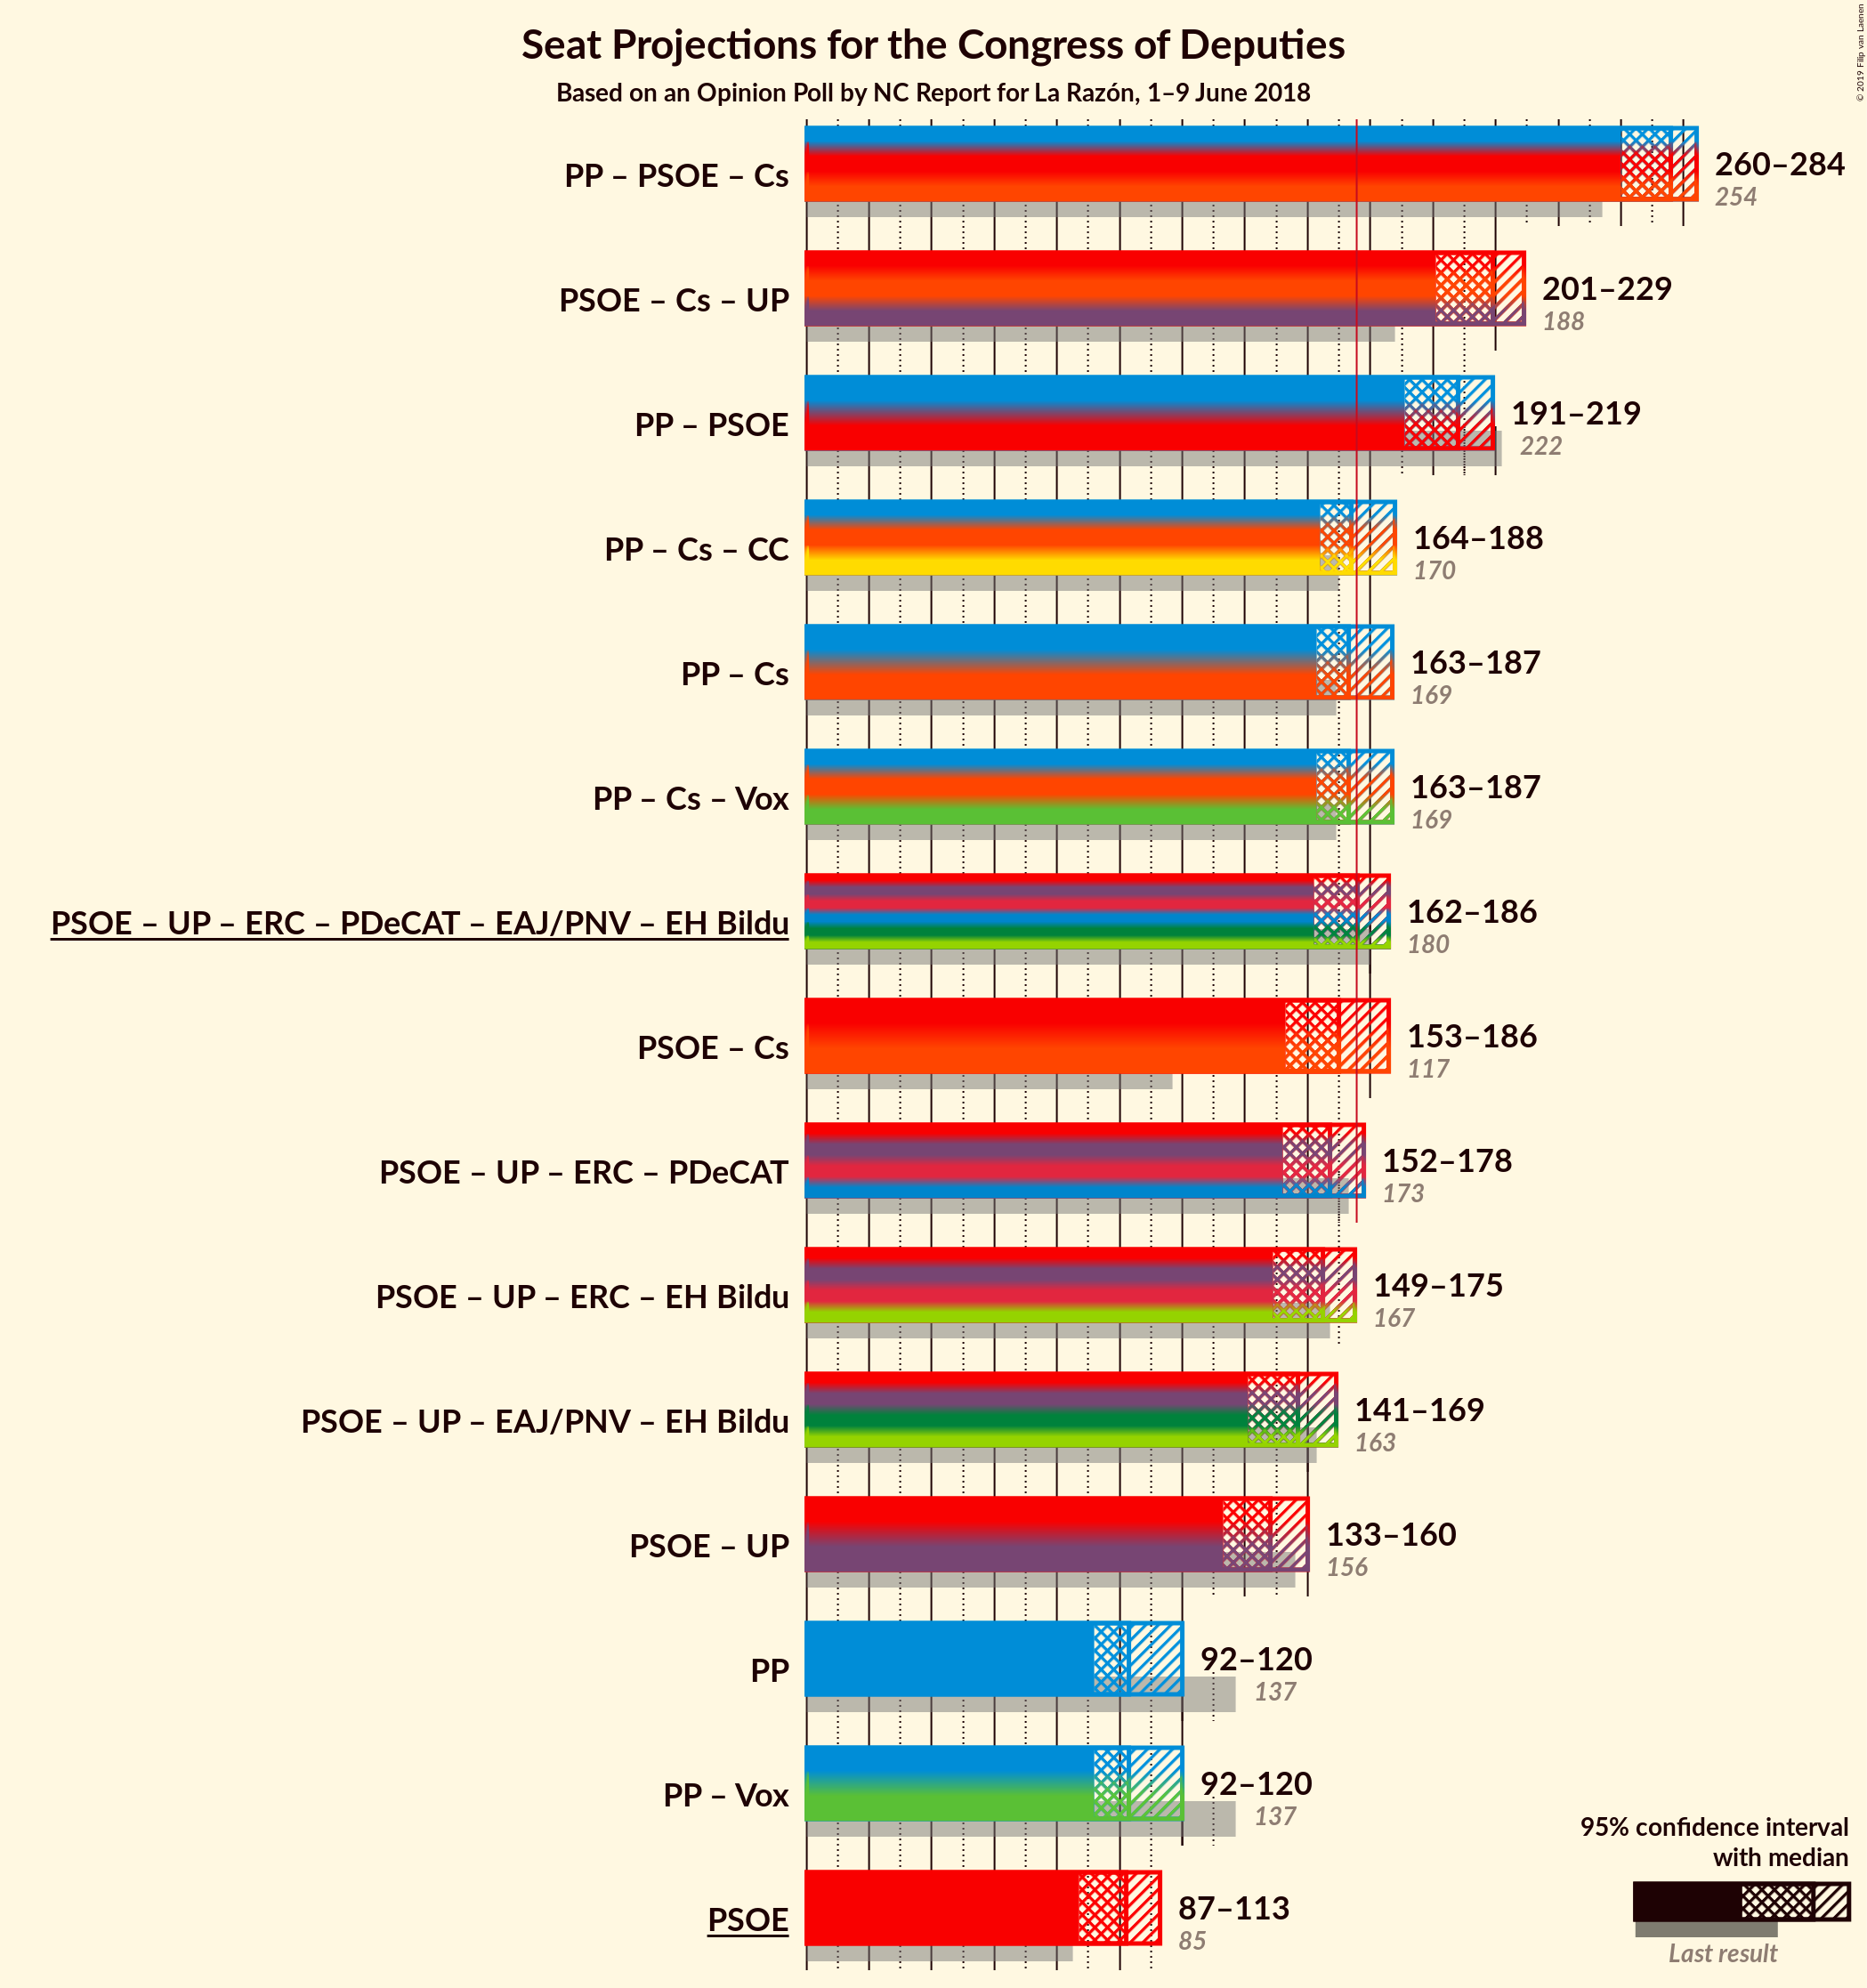 Seat Projections for the Congress of Deputies
Based on an Opinion Poll by NC Report for La Razón, 1–9 June 2018
© 2019 Filip van Laenen
PP – PSOE – Cs
260–284
254
PSOE – Cs – UP
201–229
188
PP – PSOE
191–219
222
PP – Cs – CC
164–188
170
PP – Cs
163–187
169
PP – Cs – Vox
163–187
169
PSOE – UP – ERC – PDeCAT – EAJ/PNV – EH Bildu
162–186
180
PSOE – Cs
153–186
117
PSOE – UP – ERC – PDeCAT
152–178
173
PSOE – UP – ERC – EH Bildu
149–175
167
PSOE – UP – EAJ/PNV – EH Bildu
141–169
163
PSOE – UP
133–160
156
PP
92–120
137
PP – Vox
92–120
137
PSOE
87–113
85
95% confidence interval
with median
Last result